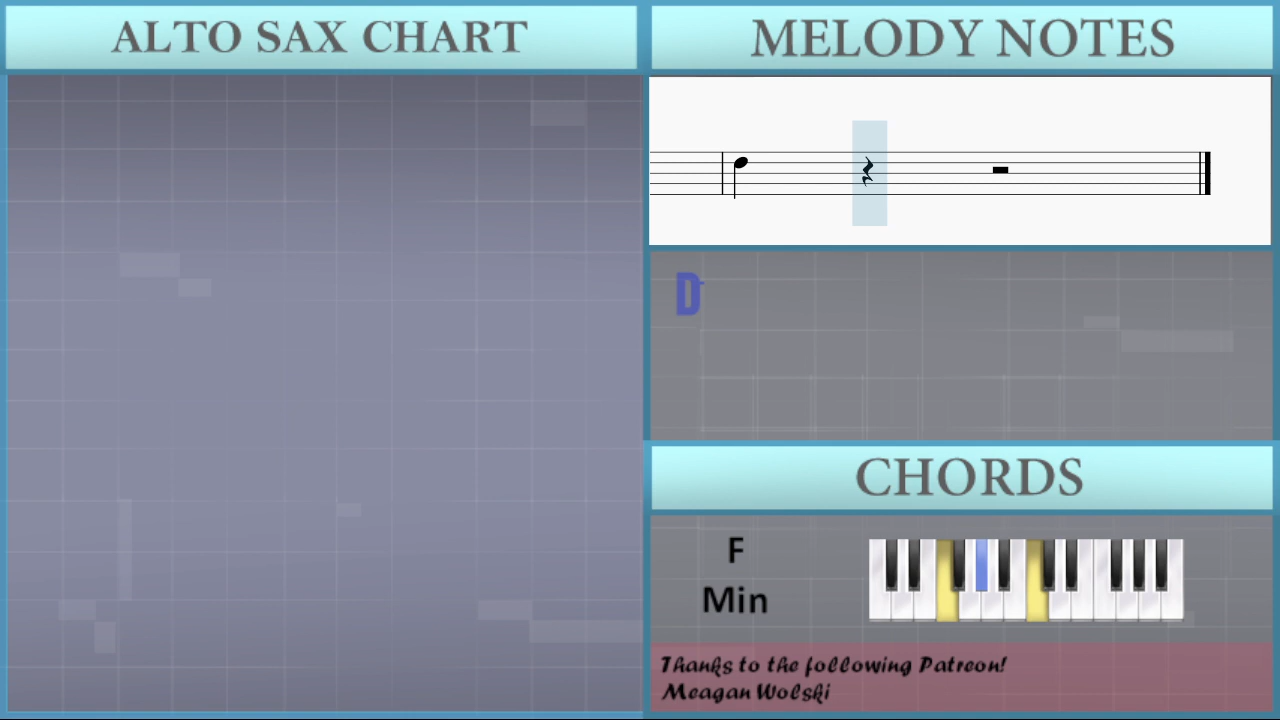 ALTO SAX CHART
MELODY NOTES
D
CHORDS
F
Min
Thanks to the following Patreon!
Meagan Wolski